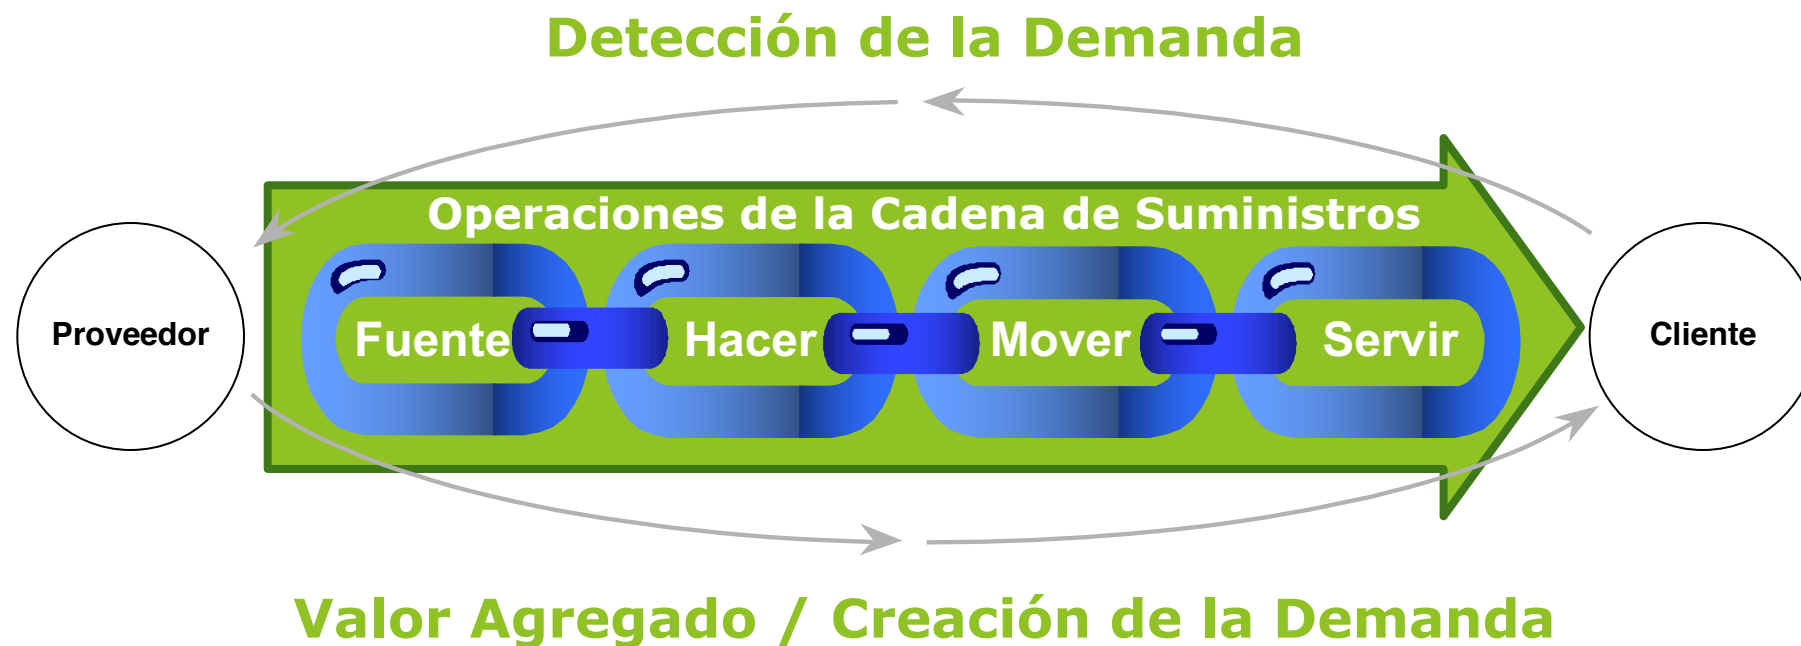 Detección de la Demanda
Operaciones de la Cadena de Suministros
Proveedor
Fuente
Hacer
Mover
Servir
Cliente
Valor Agregado / Creación de la Demanda